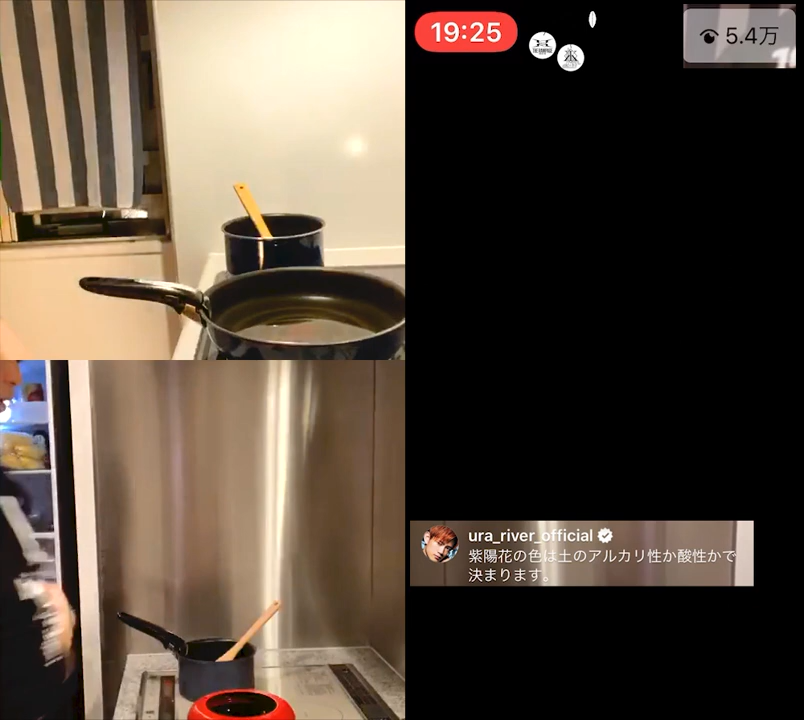 19:25
5.4万
ura_river_official
紫陽花の色は土のアルカリ性か酸性かで
決まります。